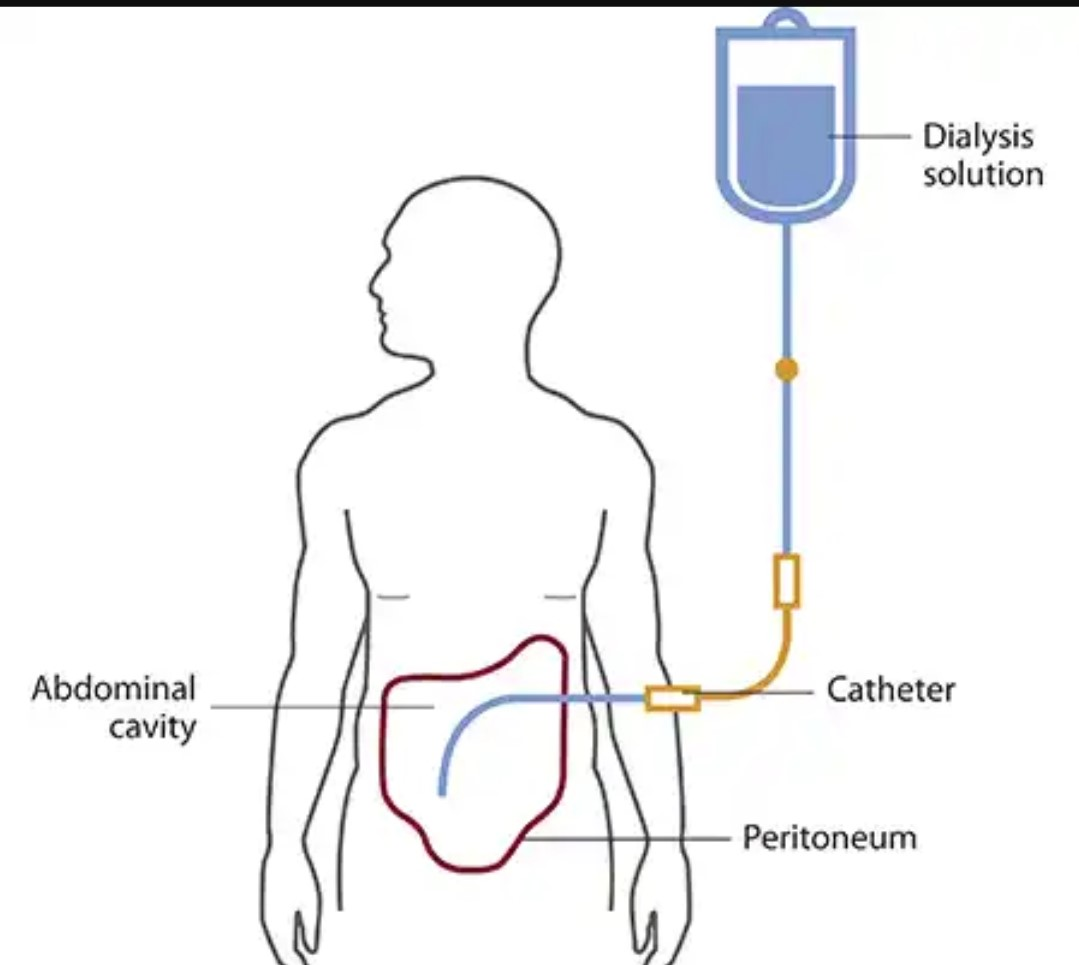 Dialysis
solution
Abdominal
cavity
Catheter
Peritoneum